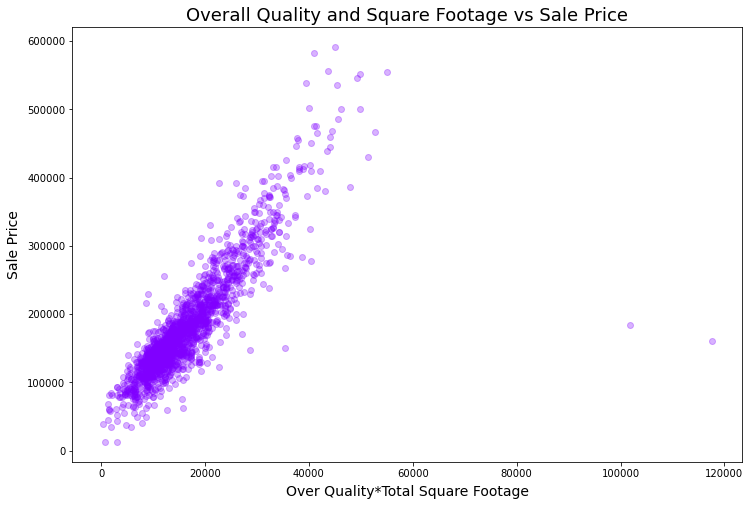 Overall Quality and Square Footage vs Sale Price
600000
500000
400000
300000
200000
100000
0
Sale Price
0 20000 40000 60000 80000 100000 120000
Over Quality*Total Square Footage